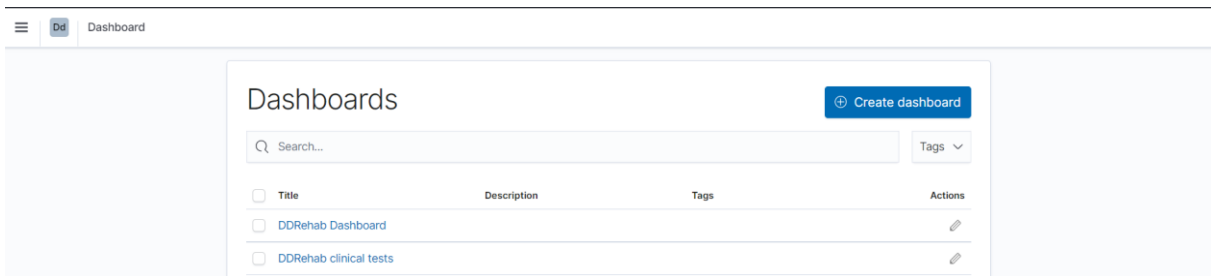 Dd Dashboard
Dashboards
Create dashboard
Search...
Tags
Title Description Tags Actions
DDRehab Dashboard
DDRehab clinical tests